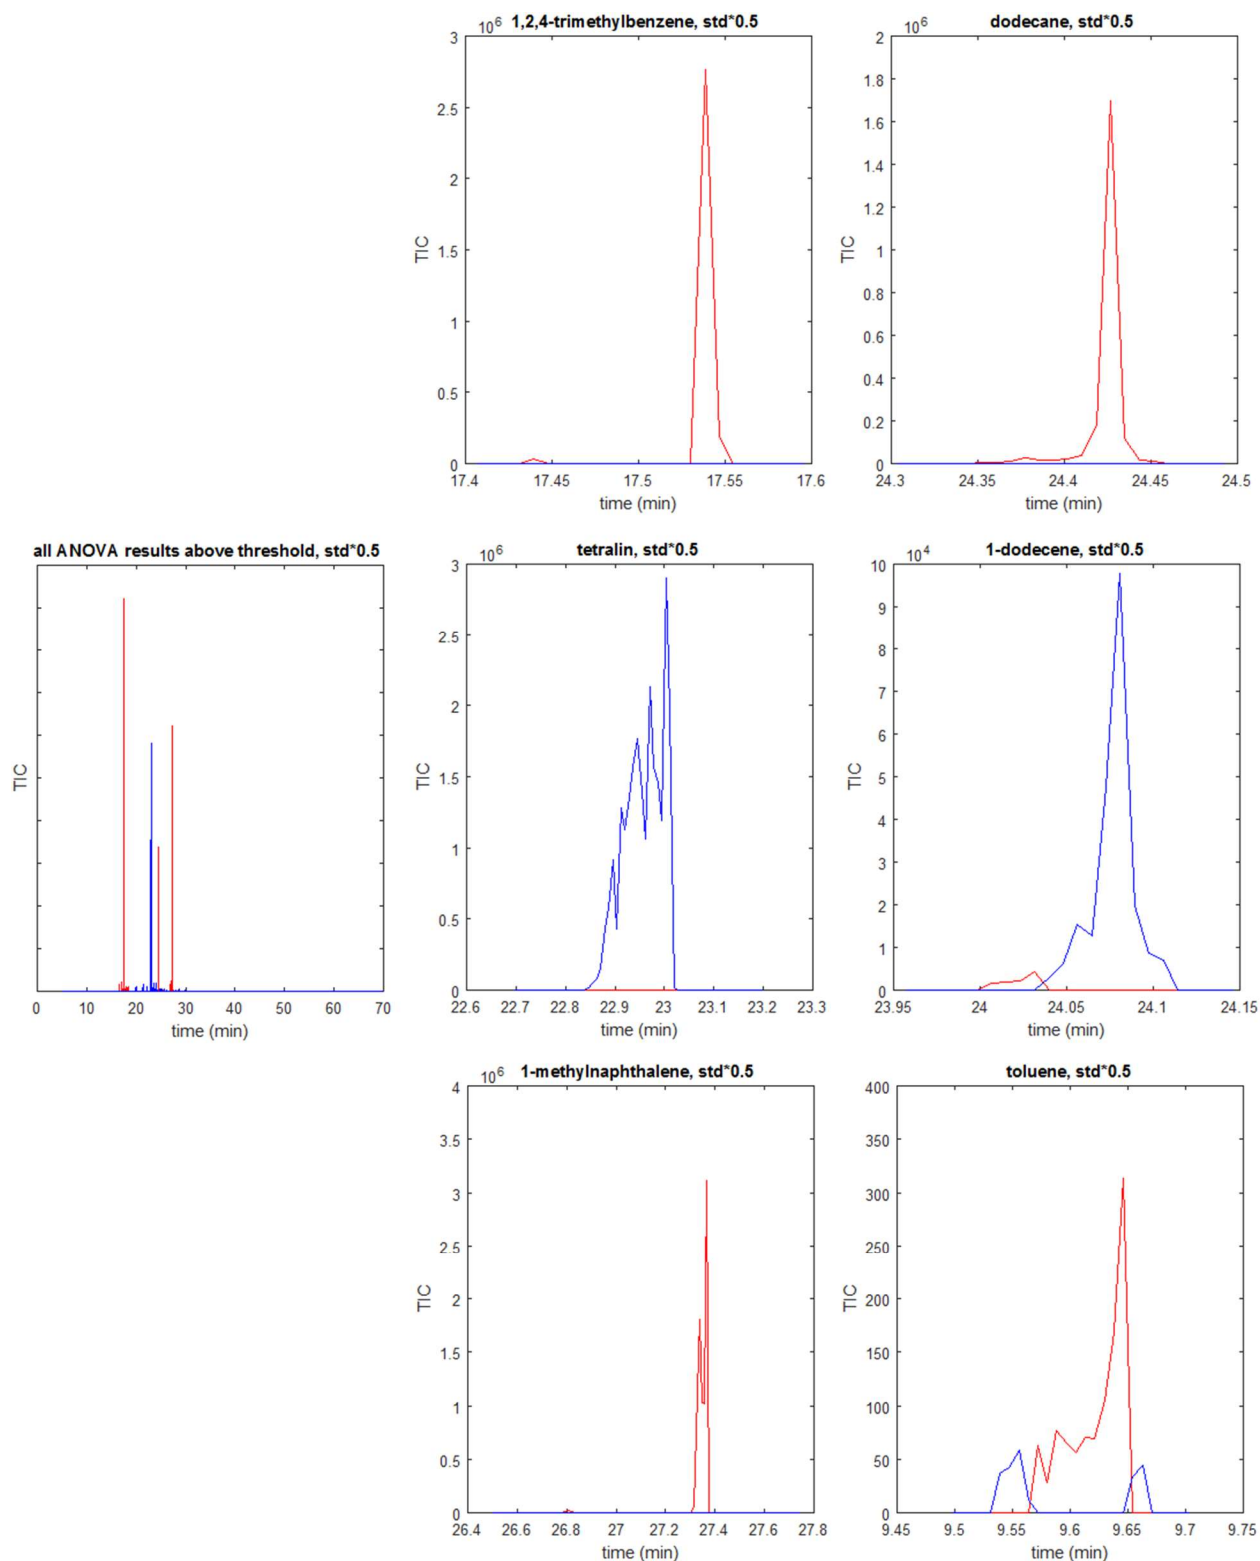 10⁶ 1,2,4-trimethylbenzene, std*0.5
3
2.5
2
1.5
1
0.5
0
TIC
17.4 17.45 17.5 17.55 17.6
time (min)
dodecane, std*0.5
10⁶
2
1.8
1.6
1.4
1.2
1
0.8
0.6
0.4
0.2
0
TIC
24.3 24.35 24.4 24.45 24.5
time (min)
all ANOVA results above threshold, std*0.5
TIC
0 10 20 30 40 50 60 70
time (min)
tetralin, std*0.5
10⁶
3
2.5
2
1.5
1
0.5
0
TIC
22.6 22.7 22.8 22.9 23 23.1 23.2 23.3
time (min)
1-dodecene, std*0.5
10⁴
10
9
8
7
6
5
4
3
2
1
0
TIC
23.95 24 24.05 24.1 24.15
time (min)
1-methylnaphthalene, std*0.5
10⁶
4
3.5
3
2.5
2
1.5
1
0.5
0
TIC
26.4 26.6 26.8 27 27.2 27.4 27.6 27.8
time (min)
toluene, std*0.5
400
350
300
250
200
150
100
50
0
TIC
9.45 9.5 9.55 9.6 9.65 9.7 9.75
time (min)